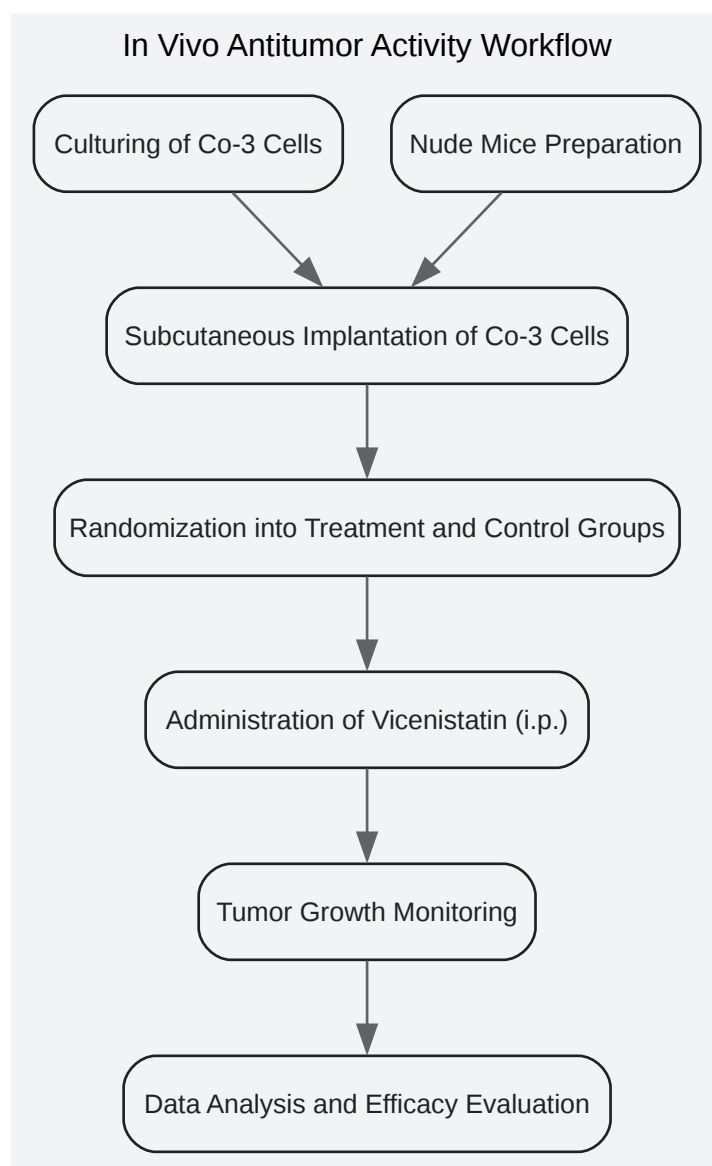 In Vivo Antitumor Activity Workflow
Culturing of Co-3 Cells
Nude Mice Preparation
Subcutaneous Implantation of Co-3 Cells
Randomization into Treatment and Control Groups
Administration of Vicenistatin (i.p.)
Tumor Growth Monitoring
Data Analysis and Efficacy Evaluation